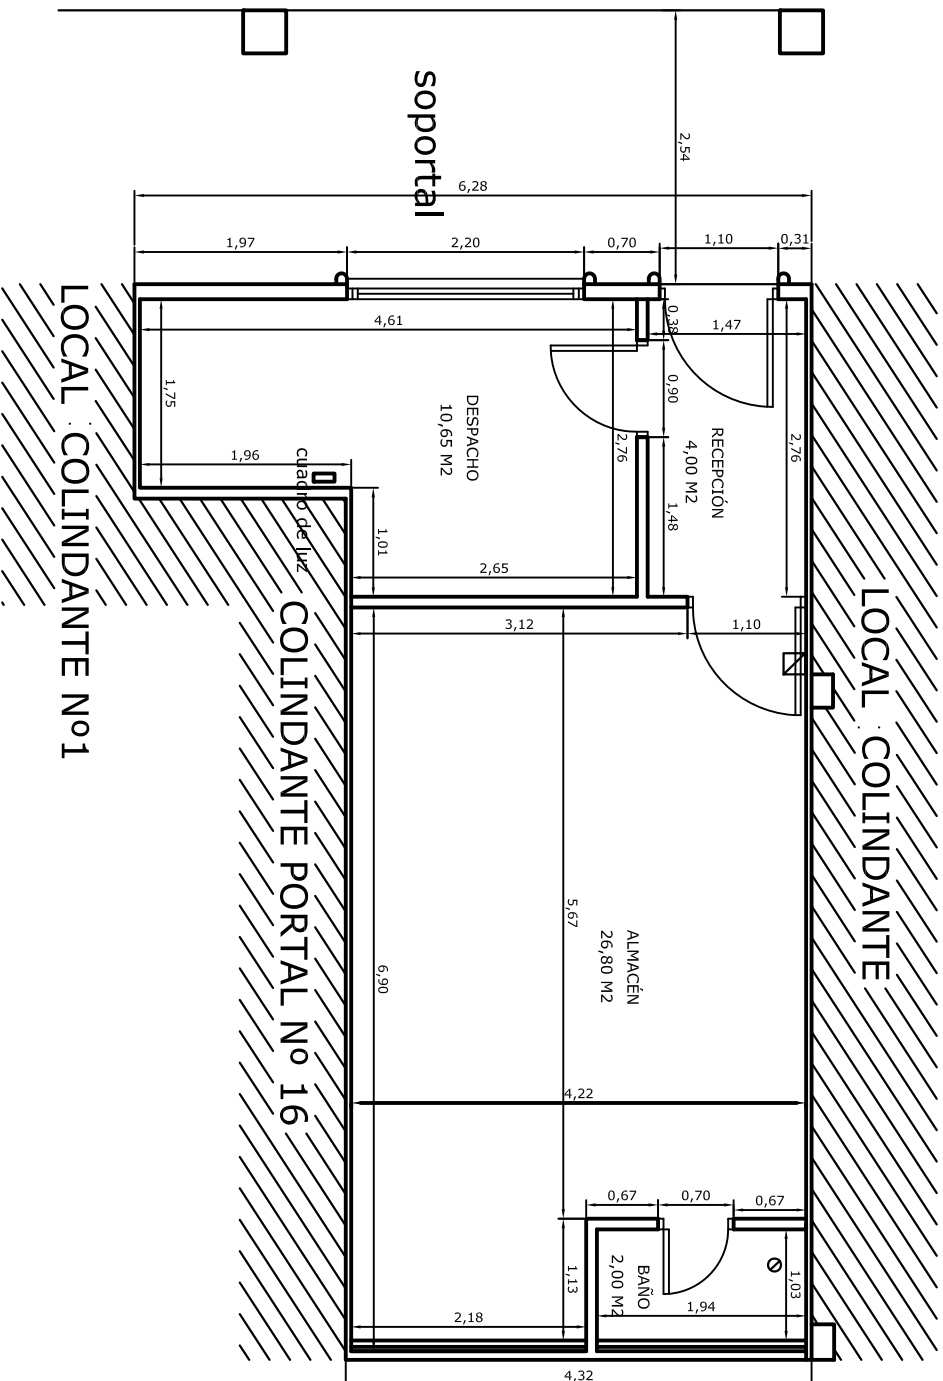 soportal
2,54
6,28
1,97
2,20
0,70
1,10
0,31
4,61
0,38
1,47
1,75
DESPACHO
10,65 M2
0,90
2,76
RECEPCIÓN
4,00 M2
2,76
1,96
cuadro de luz
1,48
1,01
2,65
3,12
1,10
LOCAL COLINDANTE Nº1
COLINDANTE PORTAL Nº 16
LOCAL COLINDANTE
5,67
ALMACÉN
26,80 M2
6,90
4,22
0,67
0,70
0,67
BAÑO
2,00 M2
1,13
1,03
1,94
2,18
4,32